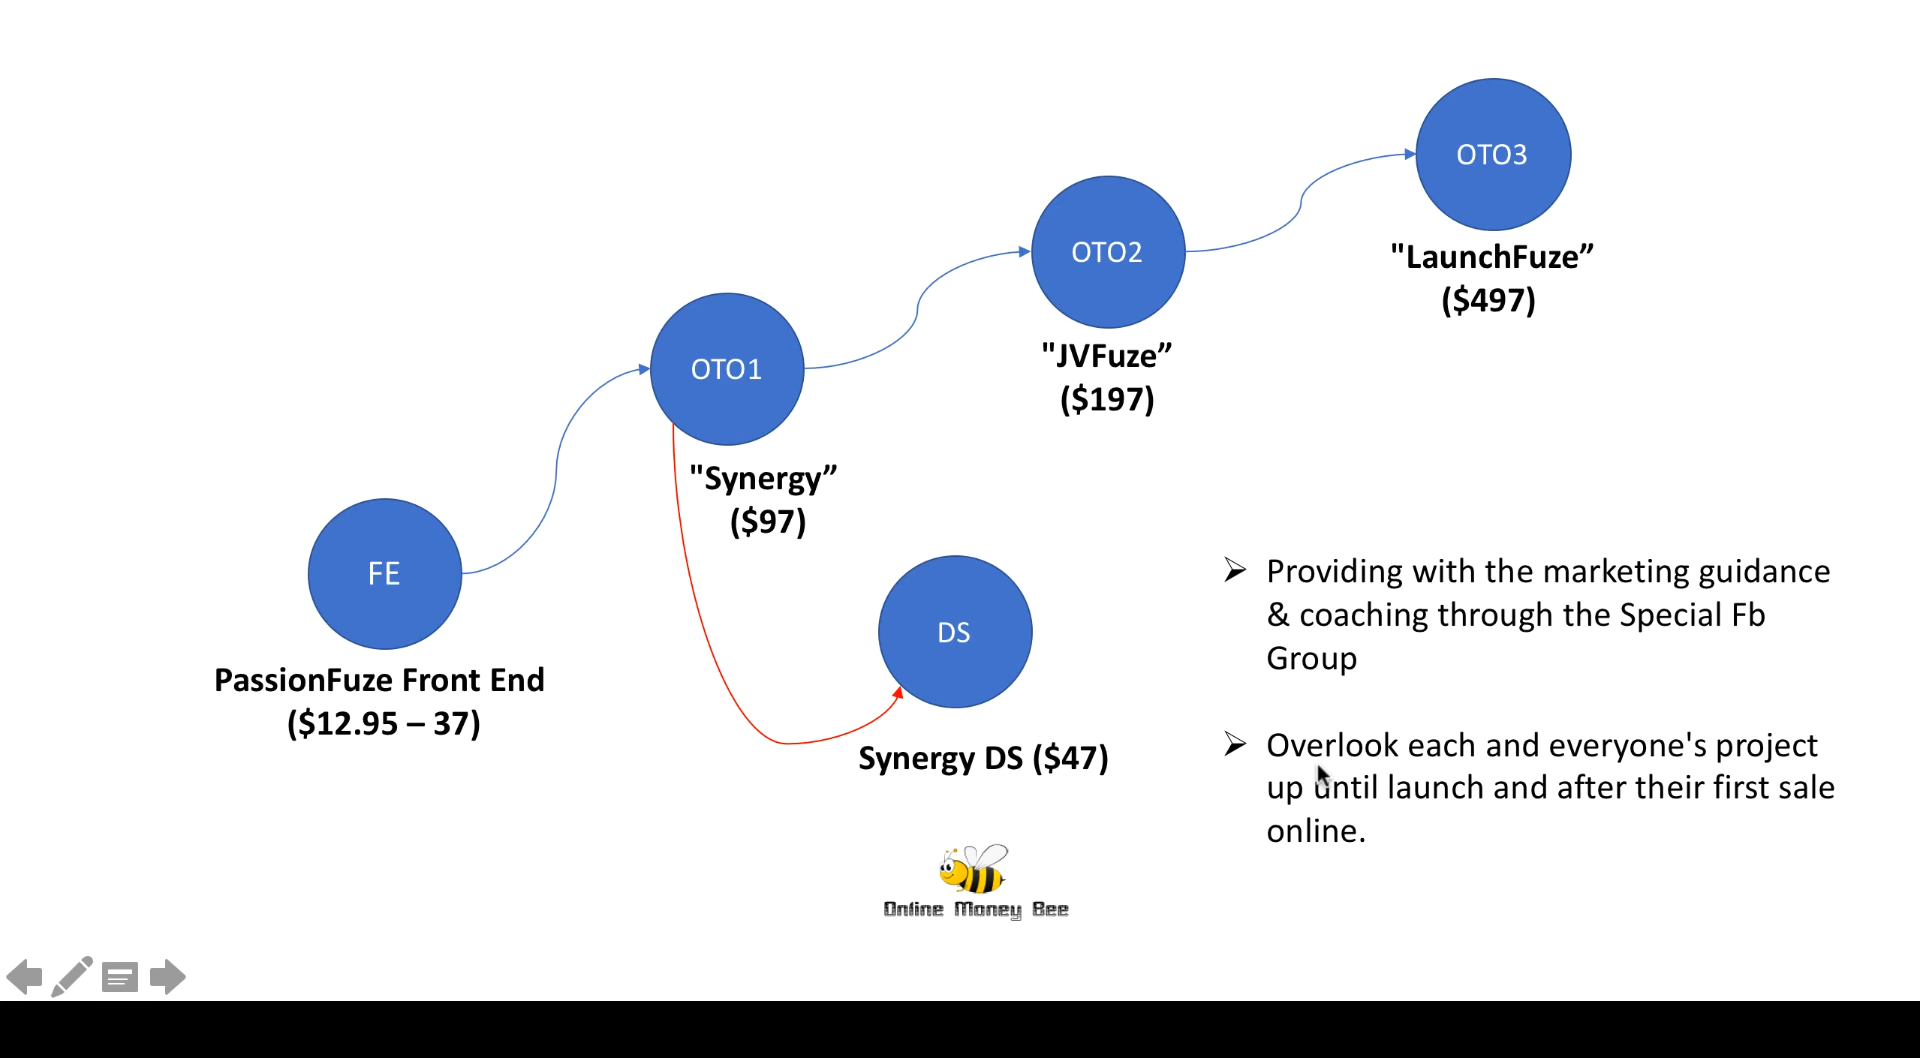 OTO3
"LaunchFuze”
($497)
OTO2
"JVFuze”
($197)
OTO1
"Synergy”
($97)
FE
PassionFuze Front End
($12.95 – 37)
DS
Synergy DS ($47)
Providing with the marketing guidance
& coaching through the Special Fb
Group
Overlook each and everyone's project
up until launch and after their first sale
online.
Online Money Bee